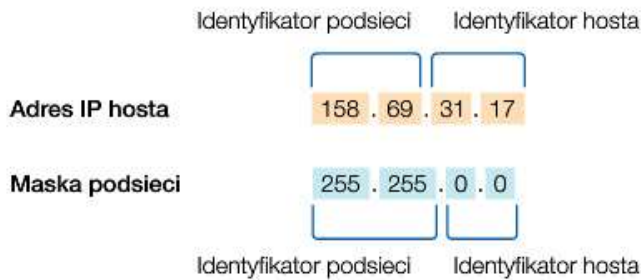 Identyfikator podsieci Identyfikator hosta
Adres IP hosta 158 . 69 . 31 . 17
Maska podsieci 255 . 255 . 0 . 0
Identyfikator podsieci Identyfikator hosta